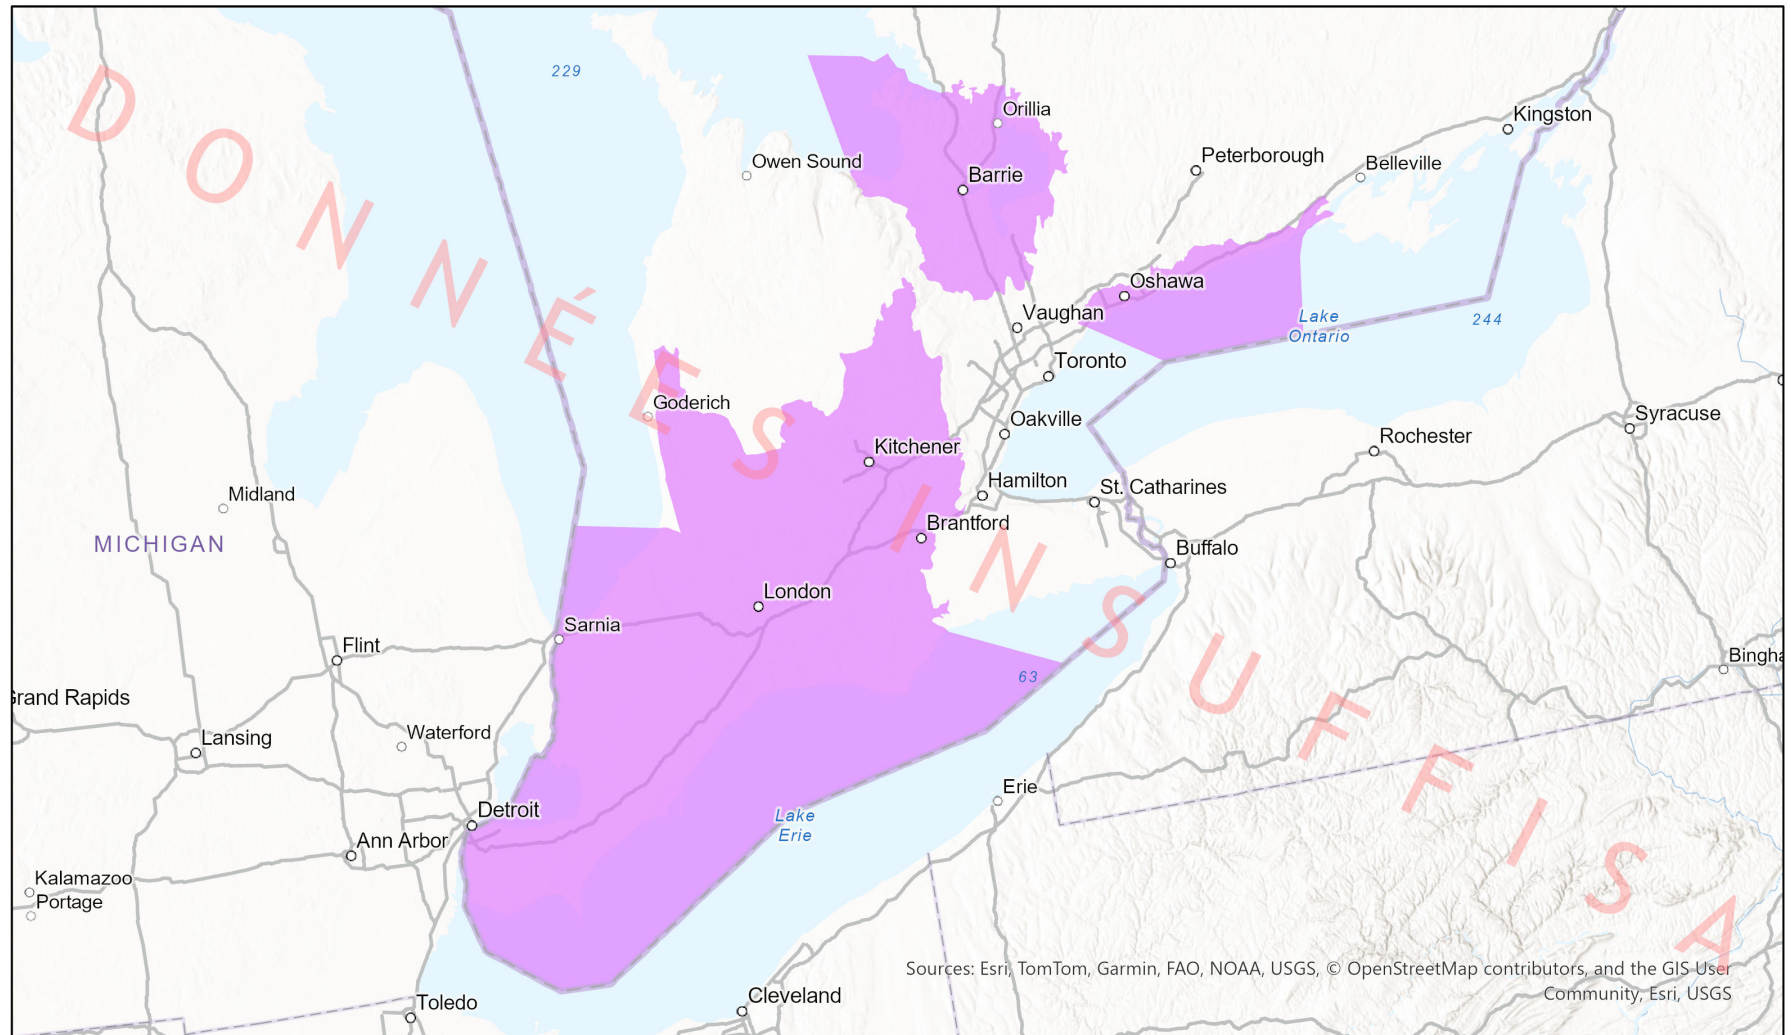 229
Orillia
Kingston
Owen Sound
Peterborough
Belleville
Barrie
Oshawa
Vaughan
Lake
Ontario
244
Toronto
Goderich
Oakville
Syracuse
Rochester
Kitchener
Midland
Hamilton
St. Catharines
Brantford
MICHIGAN
Buffalo
London
Sarnia
Flint
Bingha
63
Grand Rapids
Lansing
Waterford
Erie
Detroit
Lake
Erie
Ann Arbor
Kalamazoo
Portage
Toledo
Cleveland
DONNÉES INSUFFISA
Sources: Esri, TomTom, Garmin, FAO, NOAA, USGS, © OpenStreetMap contributors, and the GIS User
Community, Esri, USGS